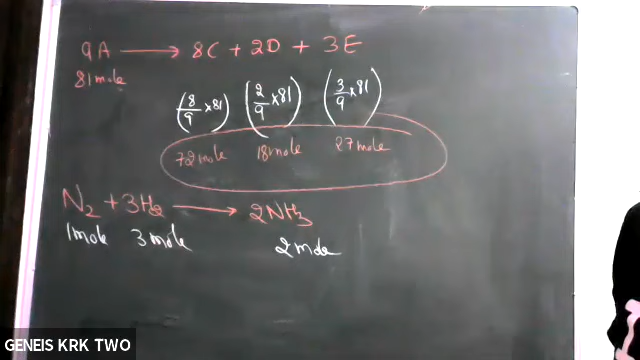 9A → 8C + 2D + 3E
81 mole
(8/9 × 81) (2/9 × 81) (3/9 × 81)
72 mole 18 mole 27 mole
N₂ + 3H₂ → 2NH₃
1 mole 3 mole 2 mole
GENEIS KRK TWO